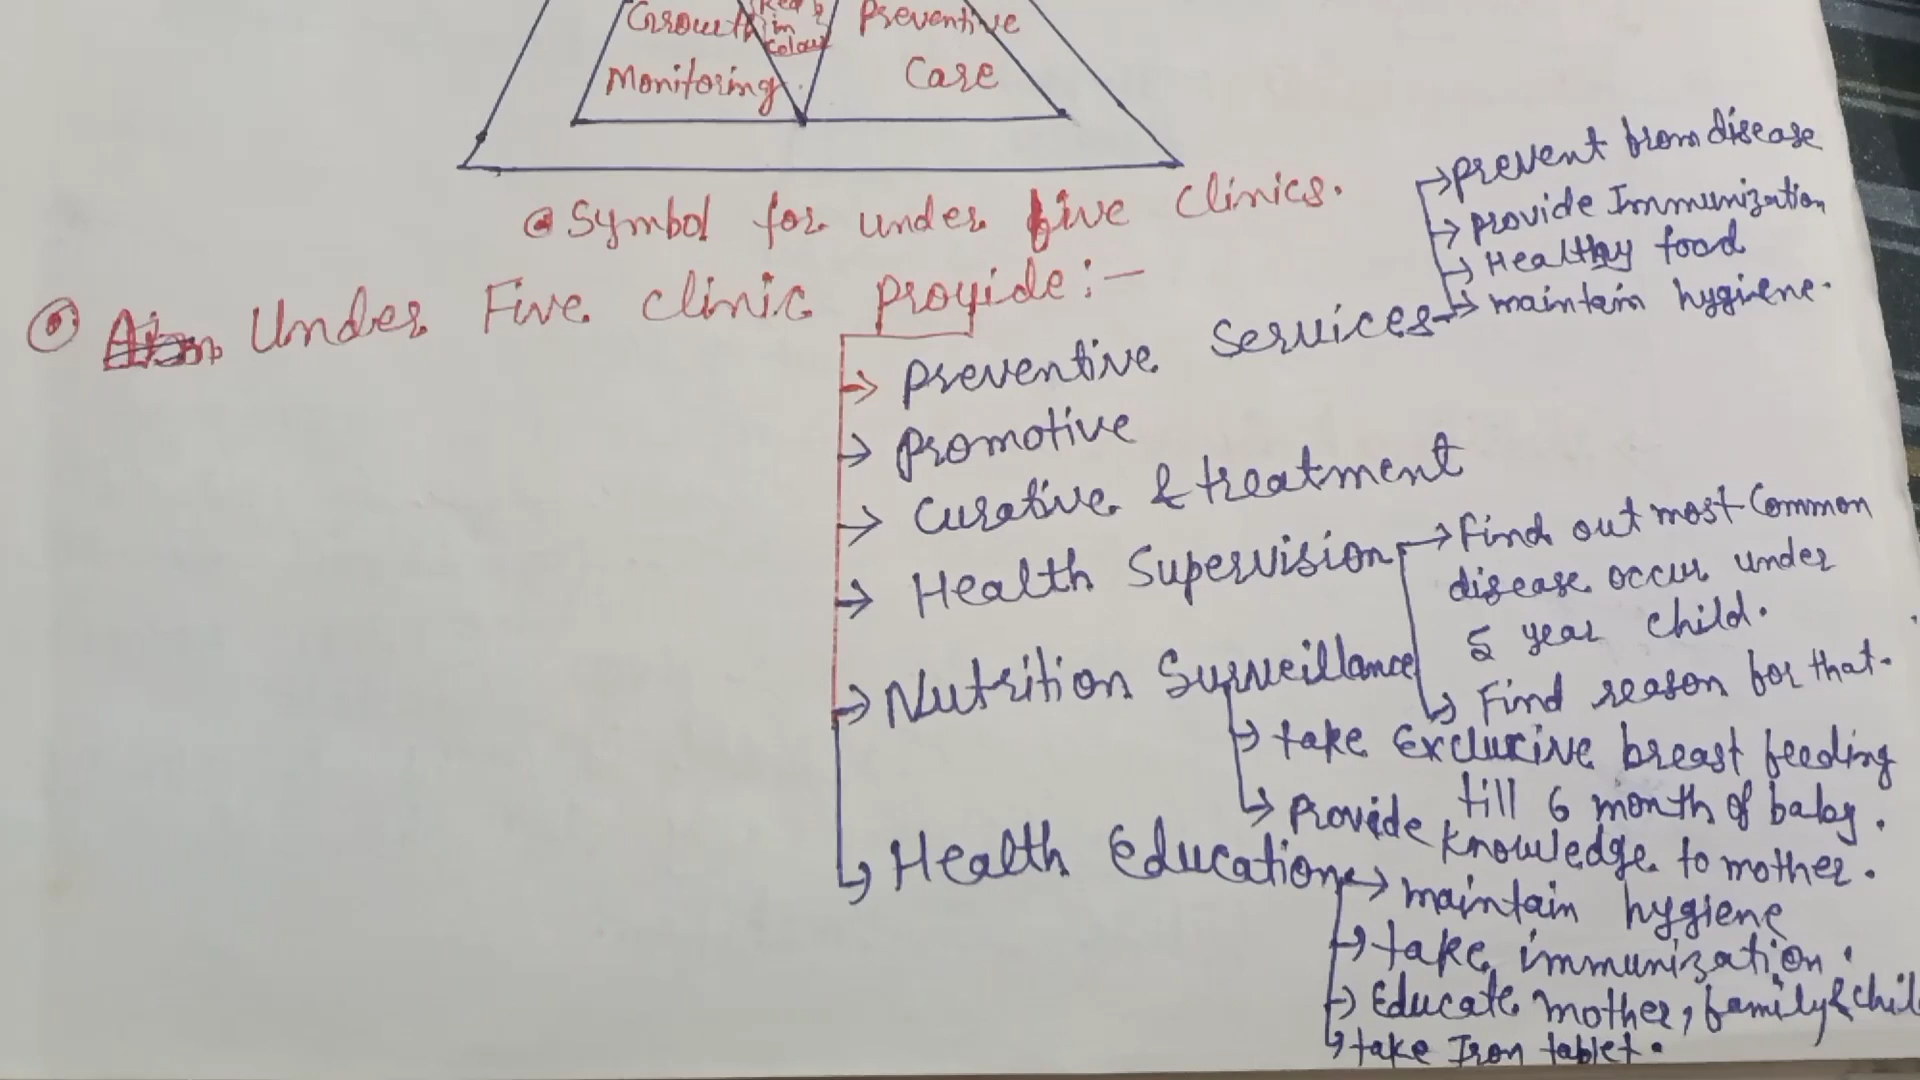 Growth
Monitoring
Red
in
colour
Preventive
Care
Symbol for under five clinics.
Under Five clinic provide:-
→ preventive services
→ prevent from disease
→ provide Immunization
→ Healthy food
→ maintain hygiene.
→ promotive
→ curative & treatment
→ Health Supervision
→ Find out most common
disease occur under
5 year child.
→ Find reason for that.
→ Nutrition Surveillance
→ take Exclusive breast feeding
till 6 month of baby.
→ provide knowledge to mother.
→ Health Education
→ maintain hygiene
→ take immunization.
→ Educate mother, family & chil
→ take Iron tablet.